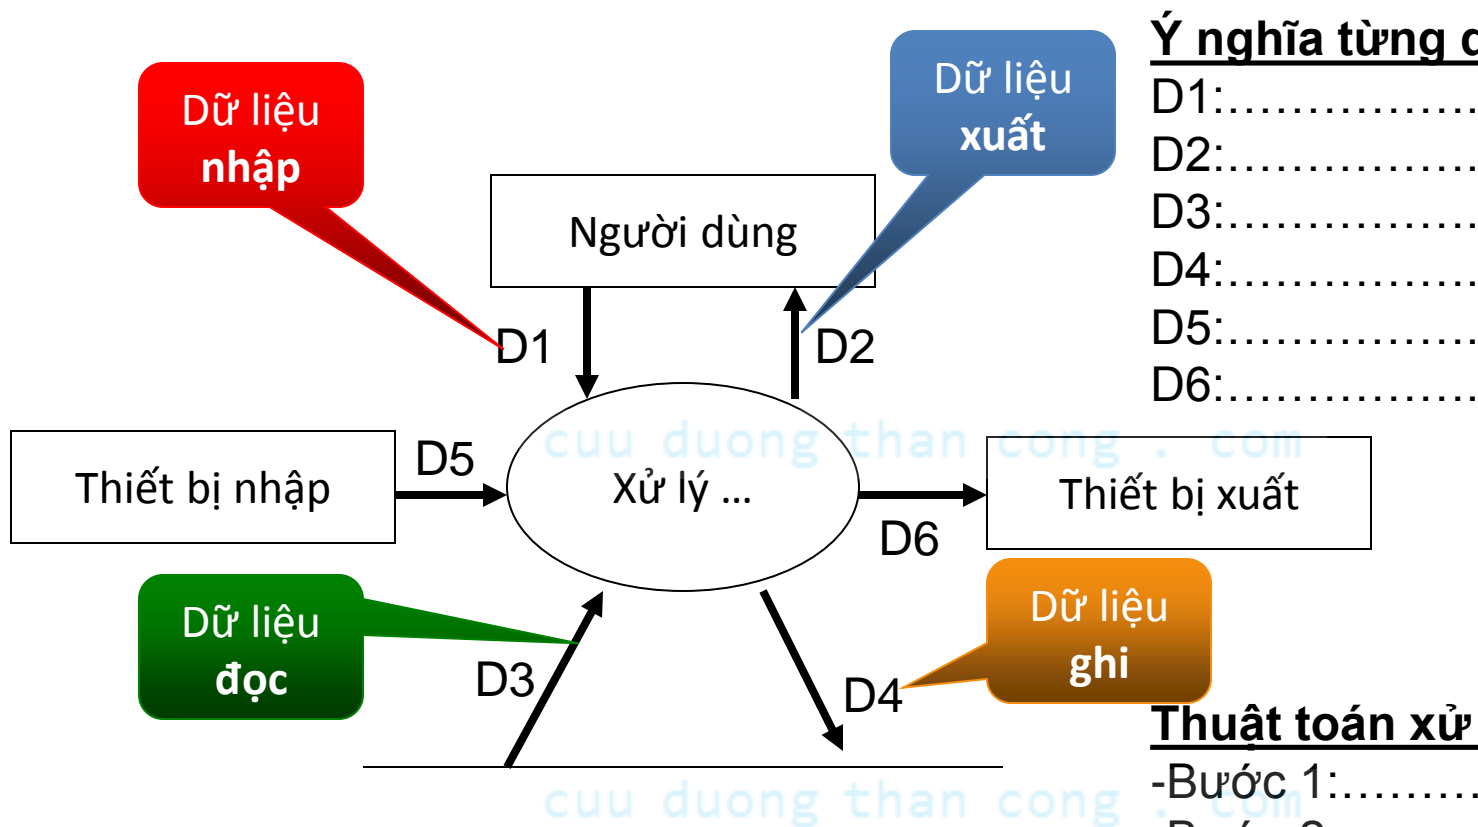 Ý nghĩa từng
D1:................
D2:................
D3:................
D4:................
D5:................
D6:................
Dữ liệu
nhập
Dữ liệu
xuất
Người dùng
D1
D2
cuu duong than cong . com
Thiết bị nhập
D5
Xử lý ...
D6
Thiết bị xuất
Dữ liệu
đọc
D3
D4
Dữ liệu
ghi
Thuật toán xử
-Bước 1:.........
cuu duong than cong . com